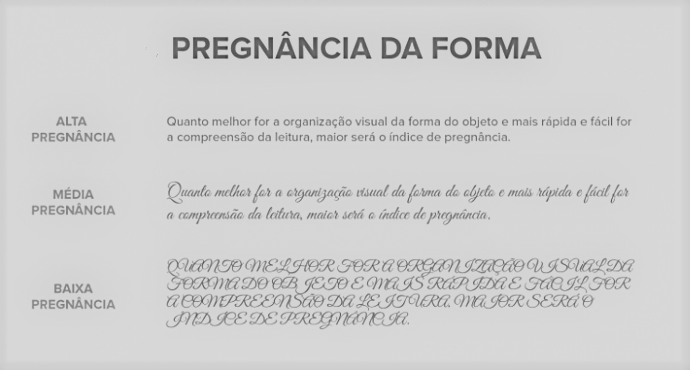 PREGNÂNCIA DA FORMA
ALTA
PREGNÂNCIA
Quanto melhor for a organização visual da forma do objeto e mais rápida e fácil for
a compreensão da leitura, maior será o índice de pregnância.
MÉDIA
PREGNÂNCIA
Quanto melhor for a organização visual da forma do objeto e mais rápida e fácil for
a compreensão da leitura, maior será o índice de pregnância.
BAIXA
PREGNÂNCIA
QUANTO MELHOR FOR A ORGANIZAÇÃO VISUAL DA
FORMA DO OBJETO E MAIS RÁPIDA E FÁCIL FOR
A COMPREENSÃO DA LEITURA, MAIOR SERÁ O
ÍNDICE DE PREGNÂNCIA.